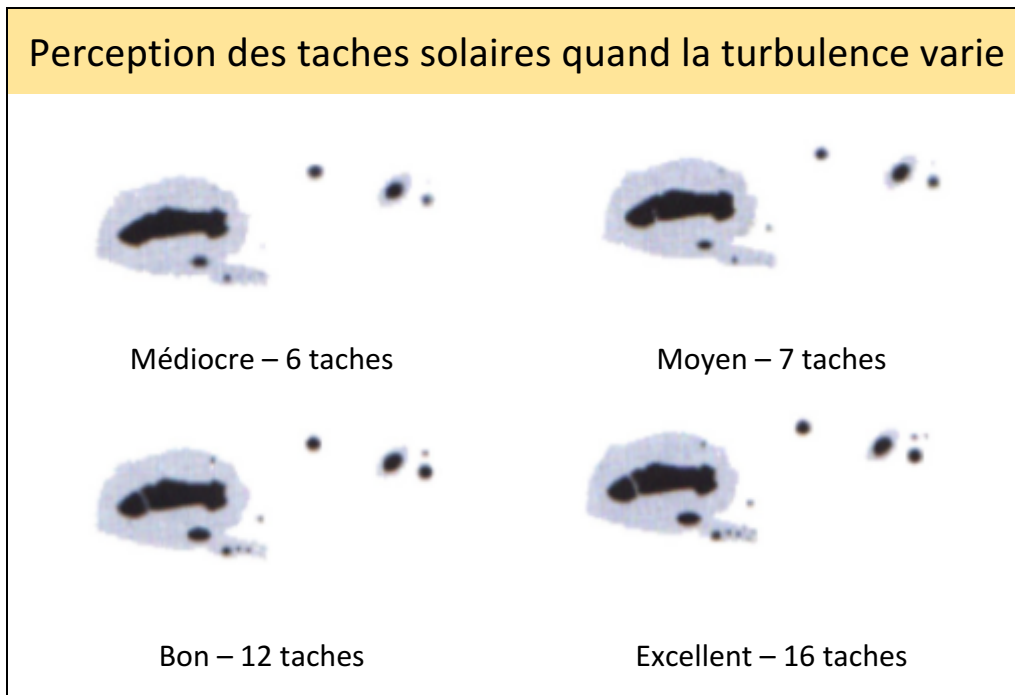 Perception des taches solaires quand la turbulence varie
Médiocre – 6 taches
Moyen – 7 taches
Bon – 12 taches
Excellent – 16 taches